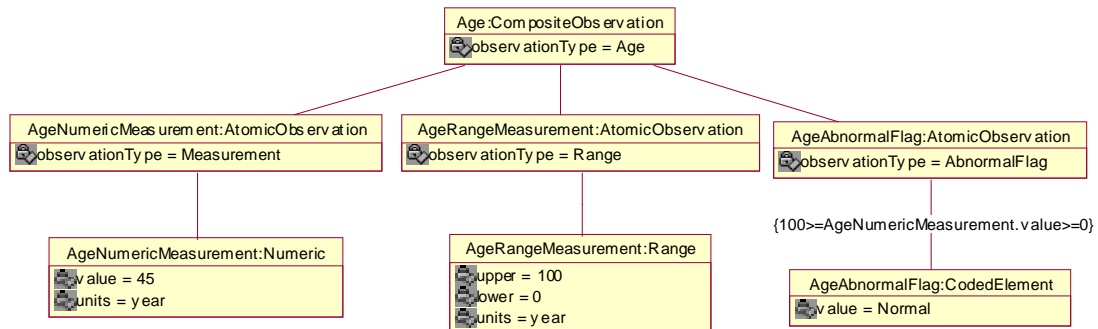 Age:CompositeObservation
observationType = Age
AgeNumericMeasurement:AtomicObservation
observationType = Measurement
AgeRangeMeasurement:AtomicObservation
observationType = Range
AgeAbnormalFlag:AtomicObservation
observationType = AbnormalFlag
{100>=AgeNumericMeasurement.value>=0}
AgeNumericMeasurement:Numeric
value = 45
units = year
AgeRangeMeasurement:Range
upper = 100
lower = 0
units = year
AgeAbnormalFlag:CodedElement
value = Normal